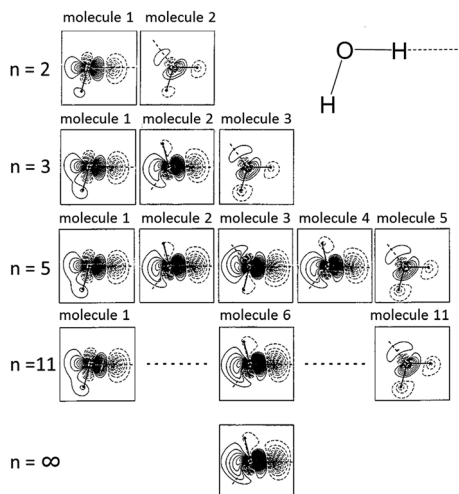 molecule 1 molecule 2
n = 2
O H
H
molecule 1 molecule 2 molecule 3
n = 3
molecule 1 molecule 2 molecule 3 molecule 4 molecule 5
n = 5
molecule 1 molecule 6 molecule 11
n = 11
n = ∞